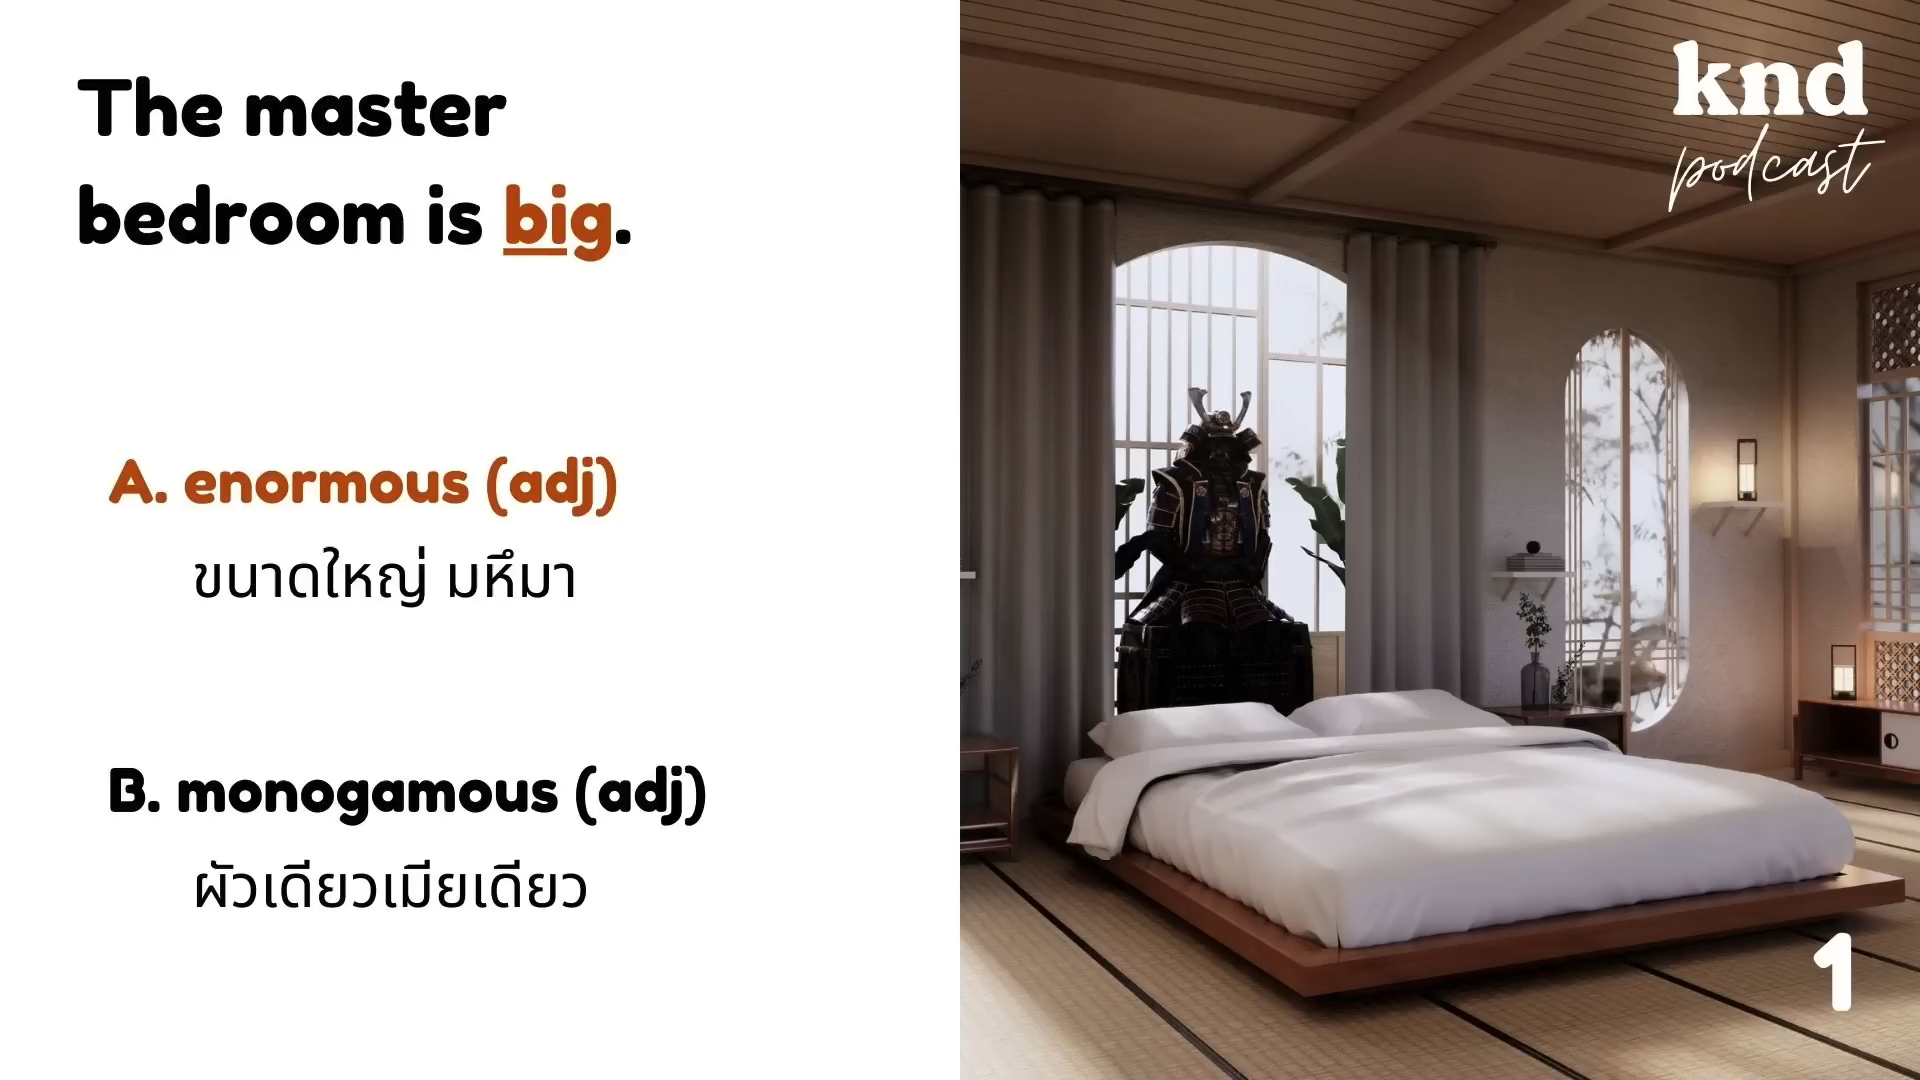 The master
bedroom is big.
A. enormous (adj)
ขนาดใหญ่ มหึมา
B. monogamous (adj)
ผัวเดียวเมียเดียว
knd
podcast
1